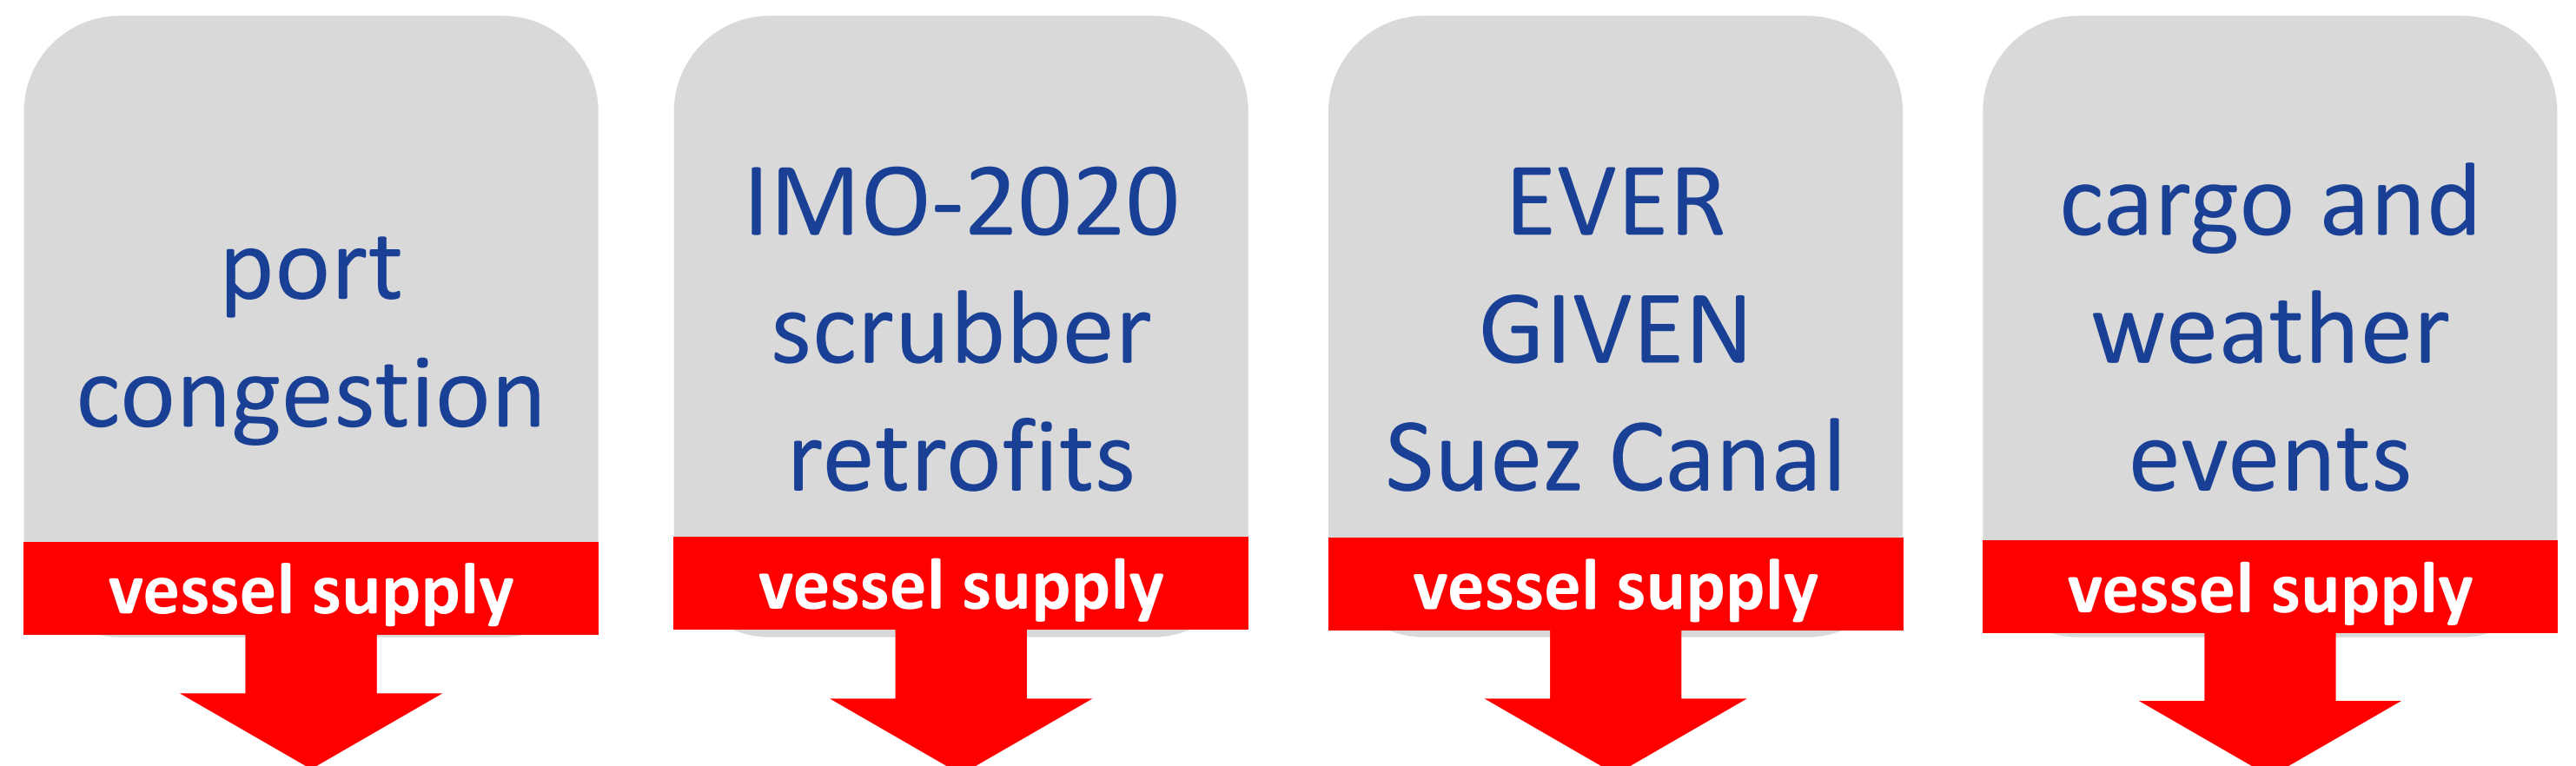 port
congestion
vessel supply
IMO-2020
scrubber
retrofits
vessel supply
EVER
GIVEN
Suez Canal
vessel supply
cargo and
weather
events
vessel supply